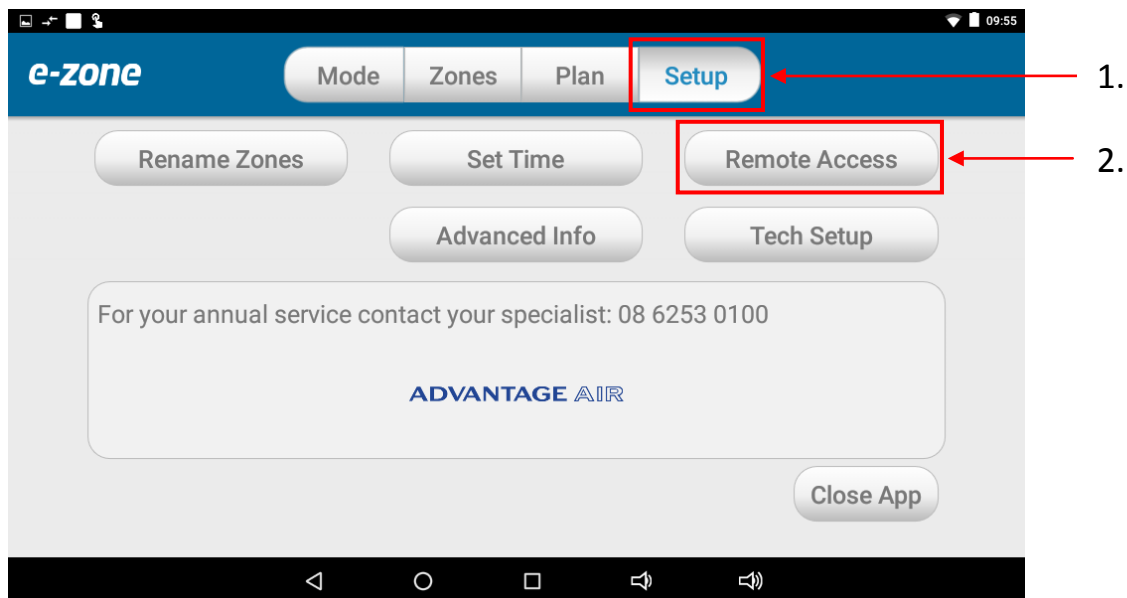 09:55
e-zone Mode Zones Plan Setup 1.
Rename Zones Set Time Remote Access 2.
Advanced Info Tech Setup
For your annual service contact your specialist: 08 6253 0100
ADVANTAGE AIR
Close App